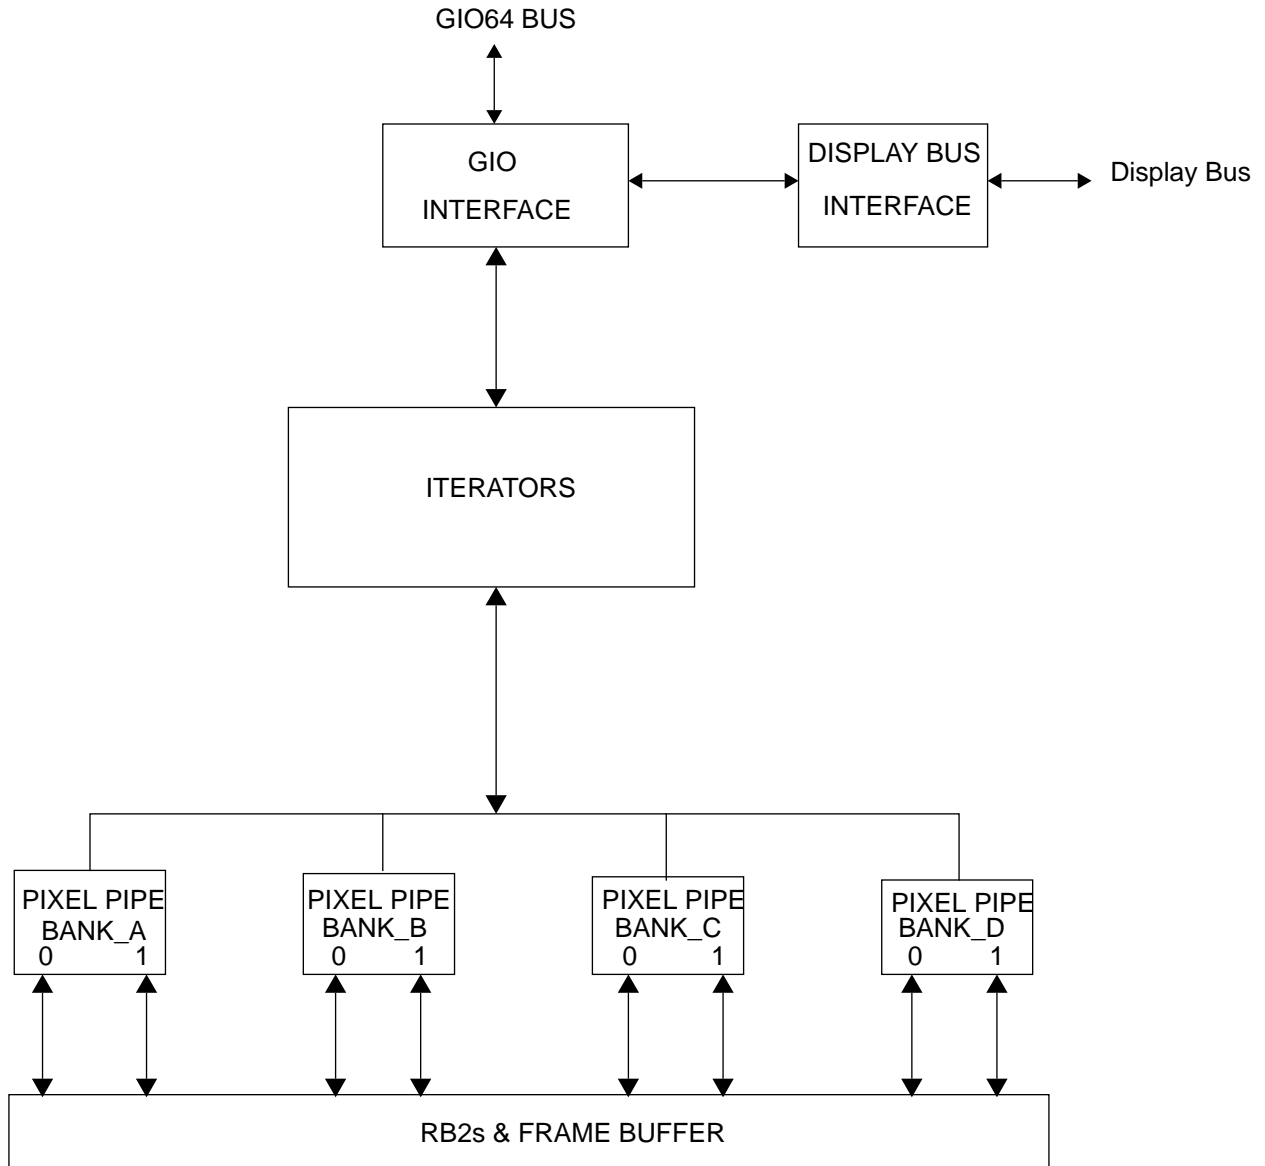 GIO64 BUS
GIO
INTERFACE
DISPLAY BUS
INTERFACE
Display Bus
ITERATORS
PIXEL PIPE
BANK_A
0 1
PIXEL PIPE
BANK_B
0 1
PIXEL PIPE
BANK_C
0 1
PIXEL PIPE
BANK_D
0 1
RB2s & FRAME BUFFER